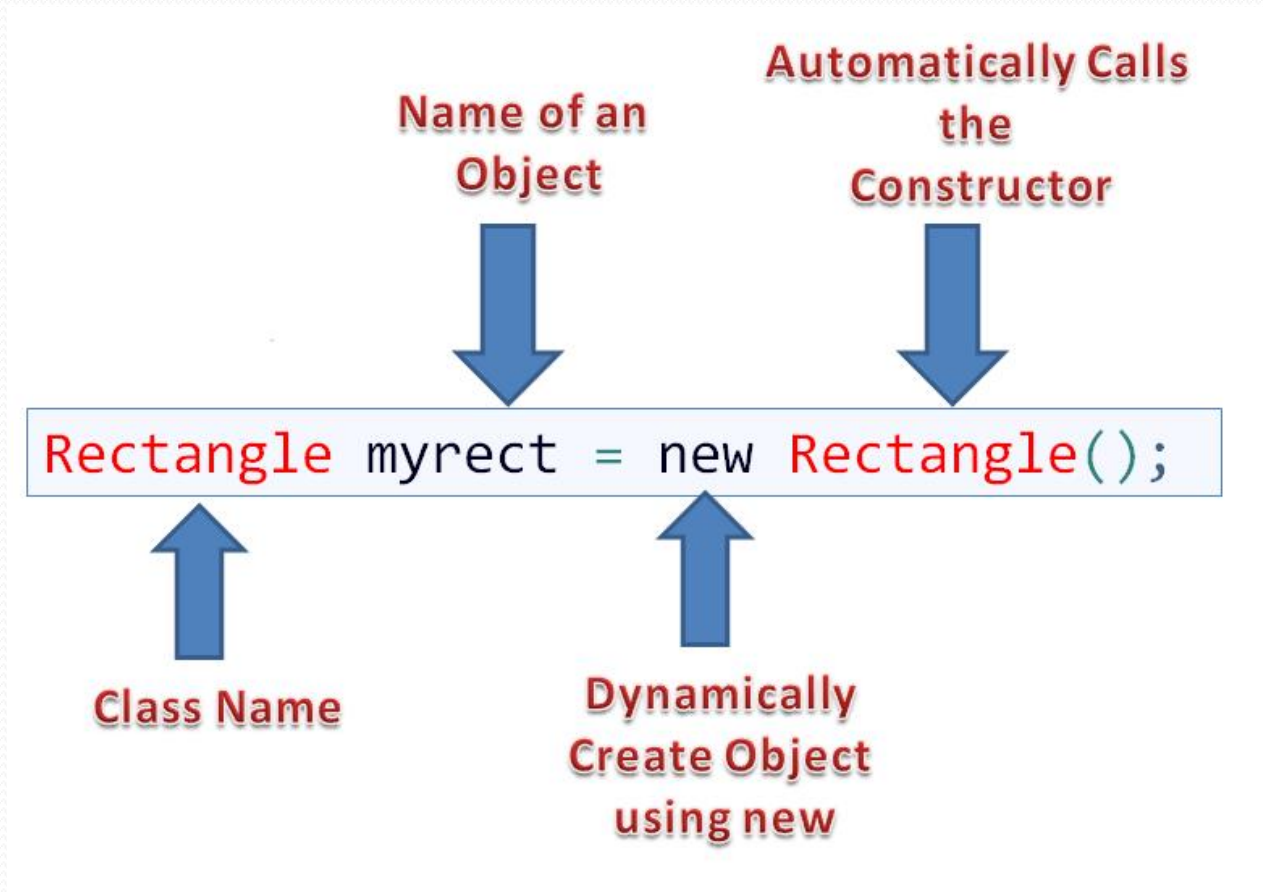 Automatically Calls
the
Constructor
Name of an
Object
Rectangle myrect = new Rectangle();
Class Name
Dynamically
Create Object
using new